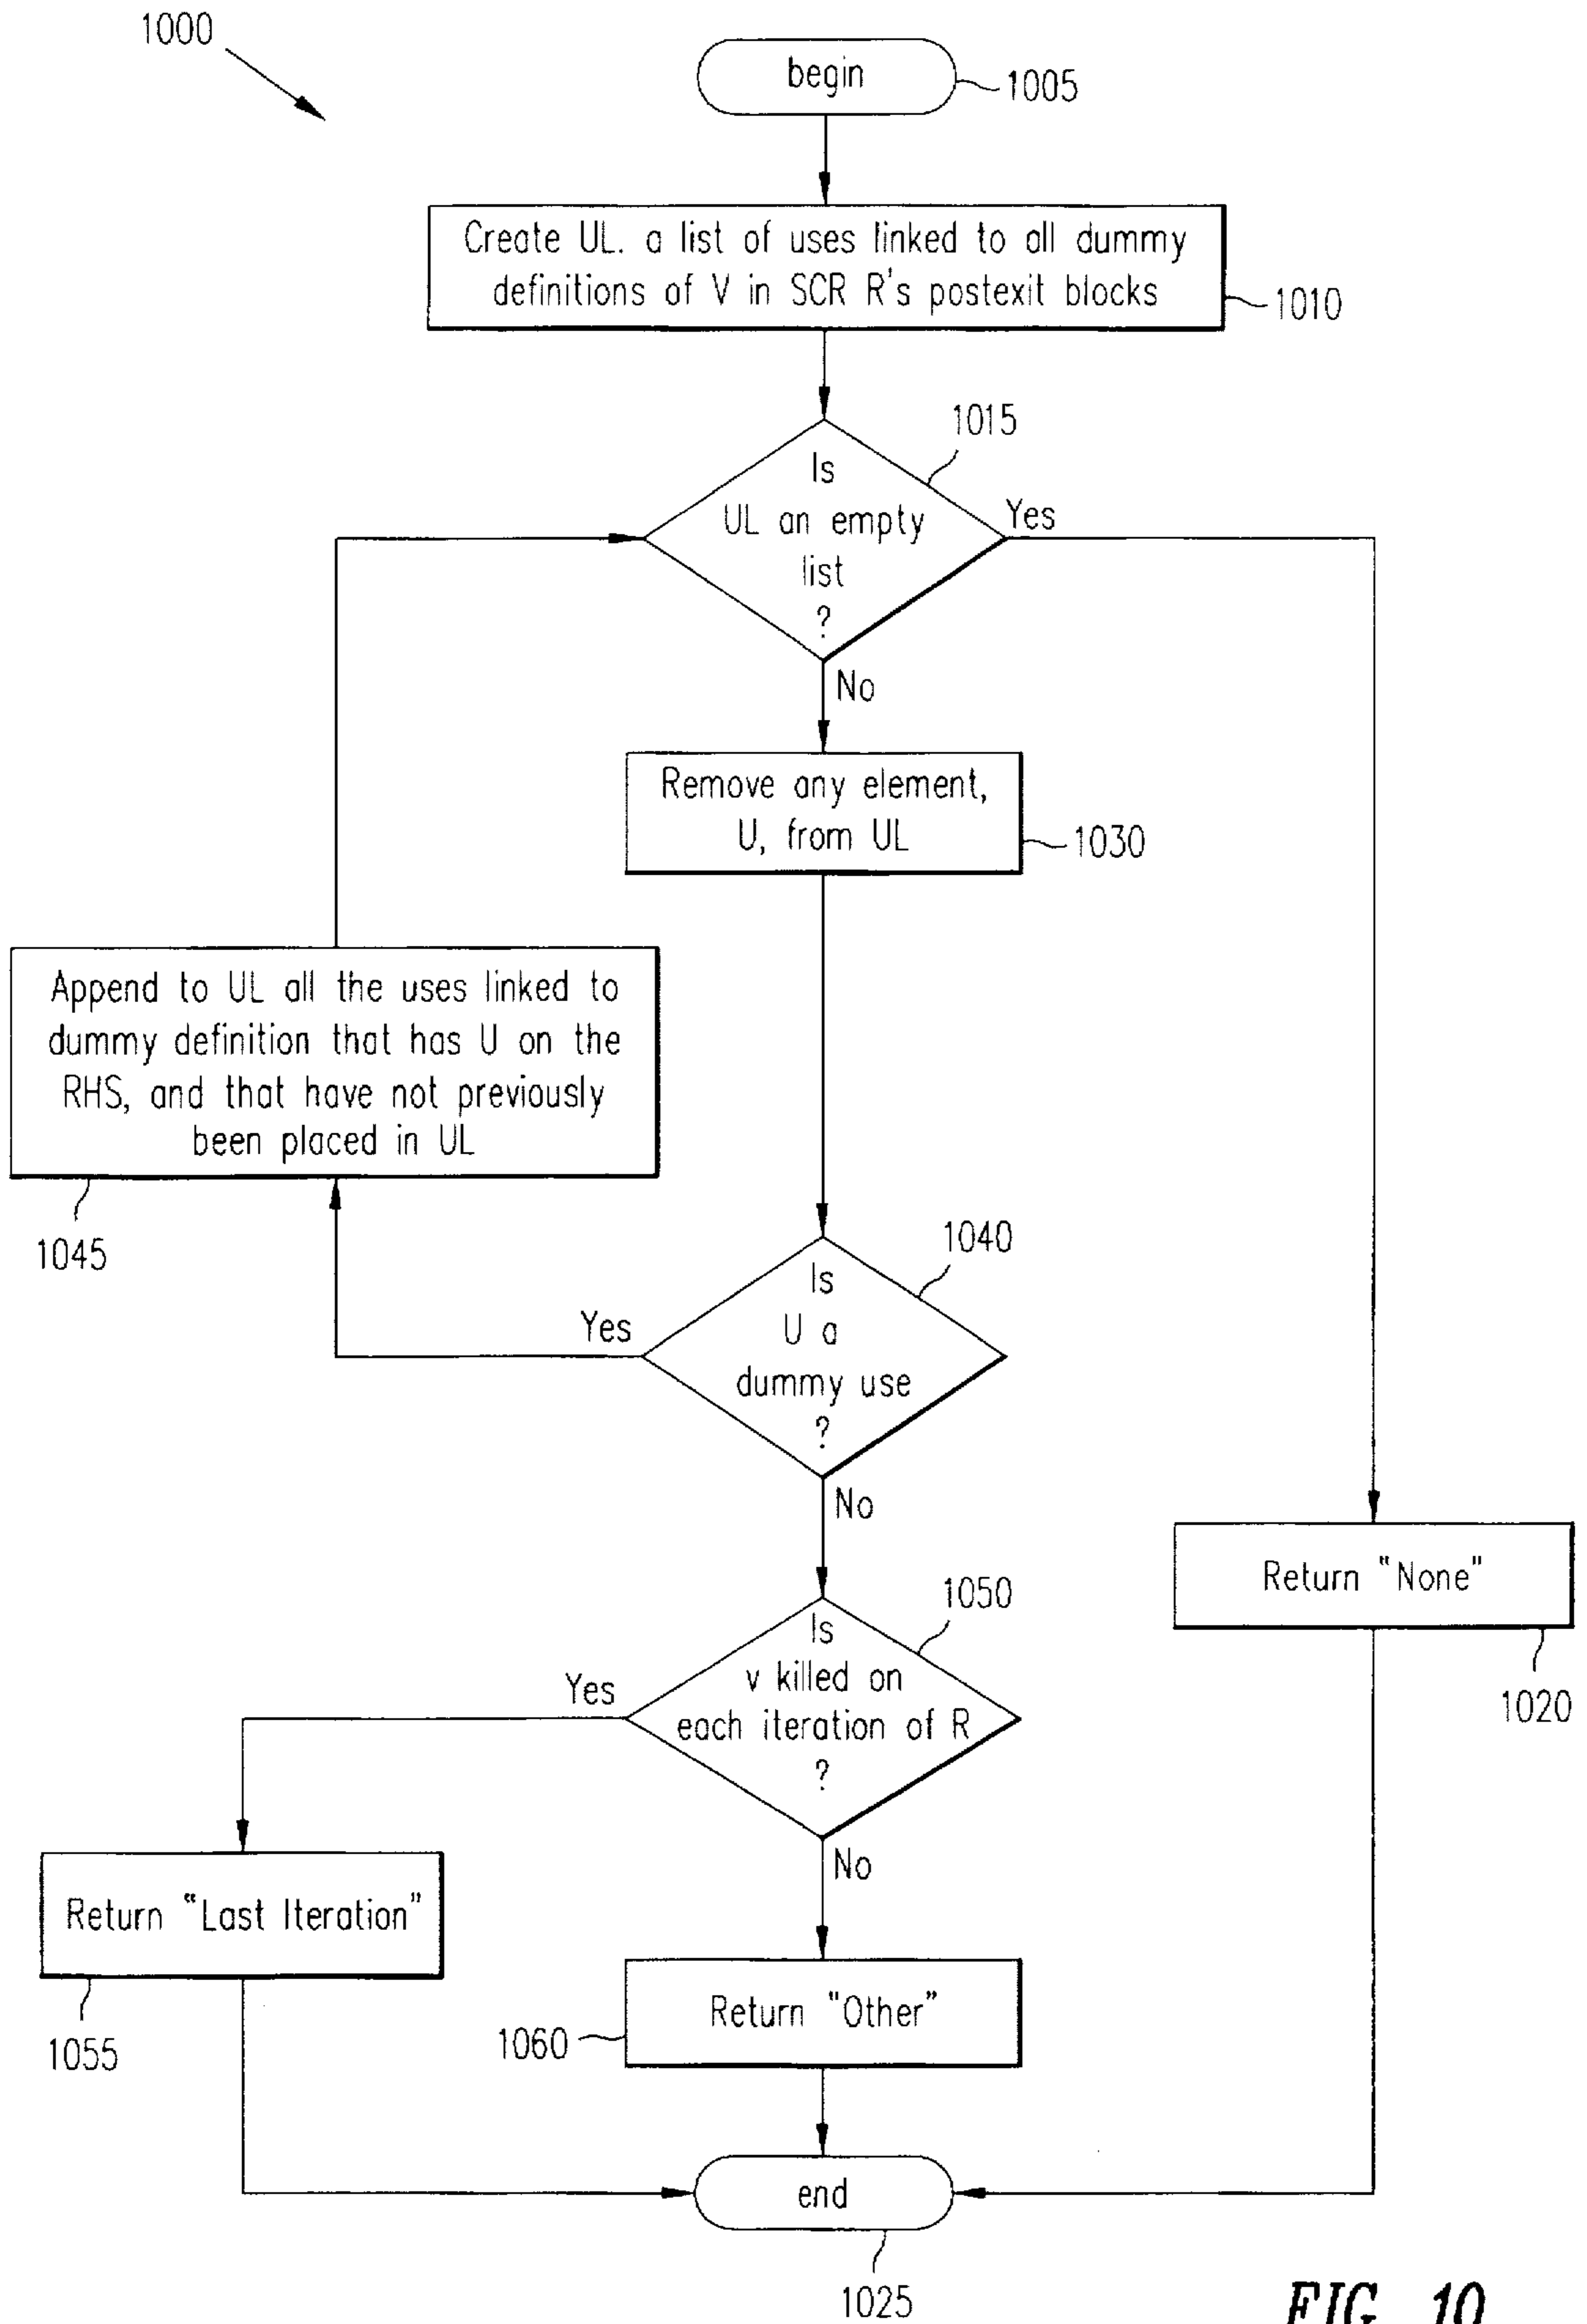 1000
begin
1005
Create UL. a list of uses linked to all dummy
definitions of V in SCR R's postexit blocks
1010
1015
Is
UL an empty
list
?
Yes
No
Remove any element,
U, from UL
1030
Append to UL all the uses linked to
dummy definition that has U on the
RHS, and that have not previously
been placed in UL
1045
1040
Is
U a
dummy use
?
Yes
No
1050
Is
v killed on
each iteration of R
?
Yes
No
Return "None"
1020
Return "Last Iteration"
1055
Return "Other"
1060
end
1025
FIG. 10